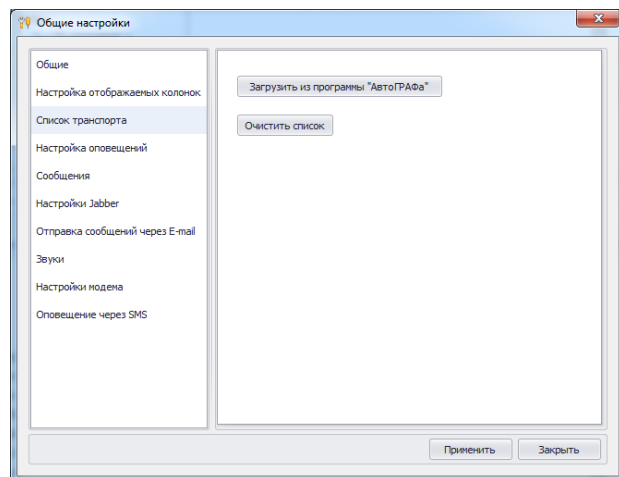 Общие настройки
Общие
Настройка отображаемых колонок
Список транспорта
Настройка оповещений
Сообщения
Настройки Jabber
Отправка сообщений через E-mail
Звуки
Настройки модема
Оповещение через SMS
Загрузить из программы "АвтоГРАФа"
Очистить список
Применить
Закрыть